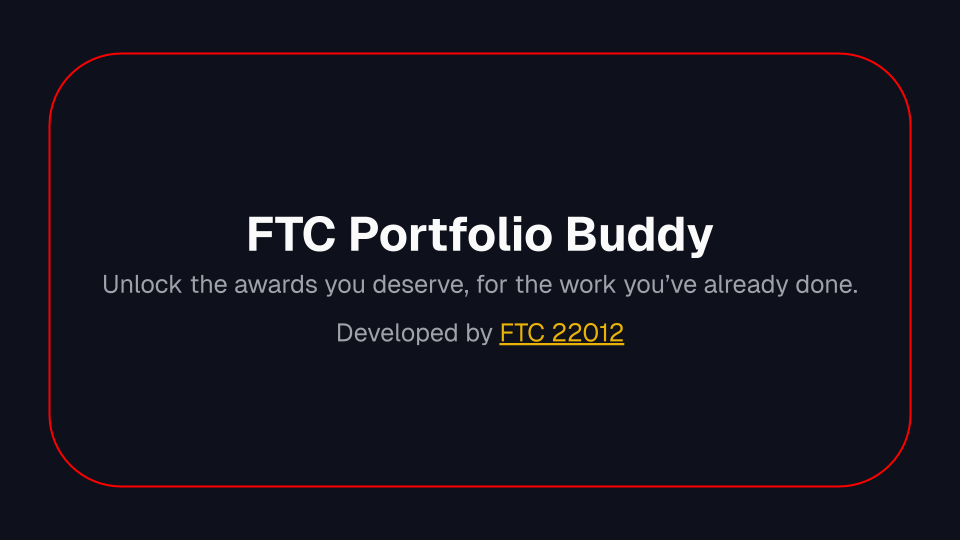 FTC Portfolio Buddy
Unlock the awards you deserve, for the work you’ve already done.
Developed by FTC 22012